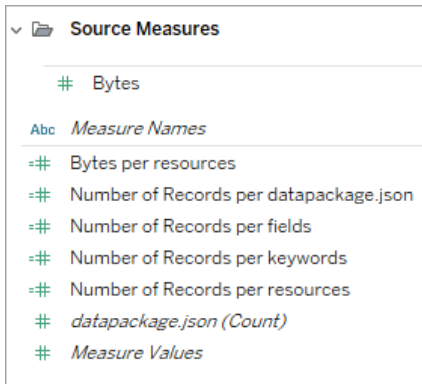 Source Measures
# Bytes
Abc Measure Names
=# Bytes per resources
=# Number of Records per datapackage.json
=# Number of Records per fields
=# Number of Records per keywords
=# Number of Records per resources
# datapackage.json (Count)
# Measure Values